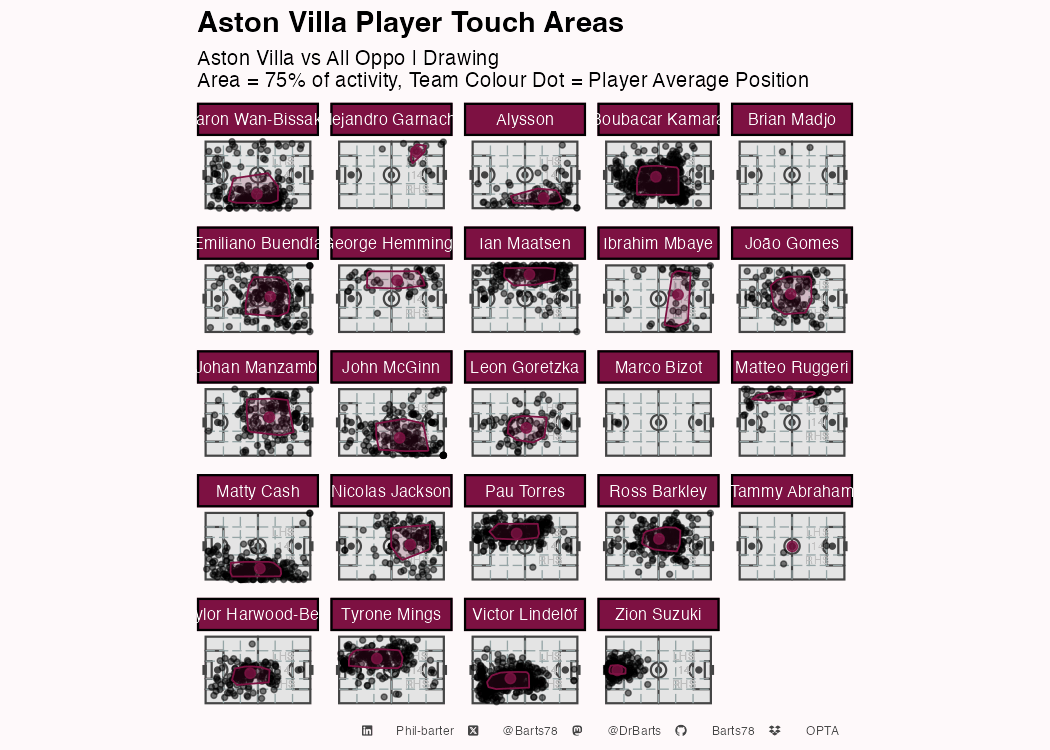 Aston Villa Player Touch Areas
Aston Villa vs All Oppo | Drawing
Area = 75% of activity, Team Colour Dot = Player Average Position
aron Wan-Bissak
lejandro Garnach
Alysson
Boubacar Kamara
Brian Madjo
Emiliano Buendía
George Hemming
Ian Maatsen
Ibrahim Mbaye
João Gomes
Johan Manzamb
John McGinn
Leon Goretzka
Marco Bizot
Matteo Ruggeri
Matty Cash
Nicolas Jackson
Pau Torres
Ross Barkley
Tammy Abraham
ylor Harwood-Be
Tyrone Mings
Victor Lindelöf
Zion Suzuki
Phil-barter @Barts78 @DrBarts Barts78 OPTA